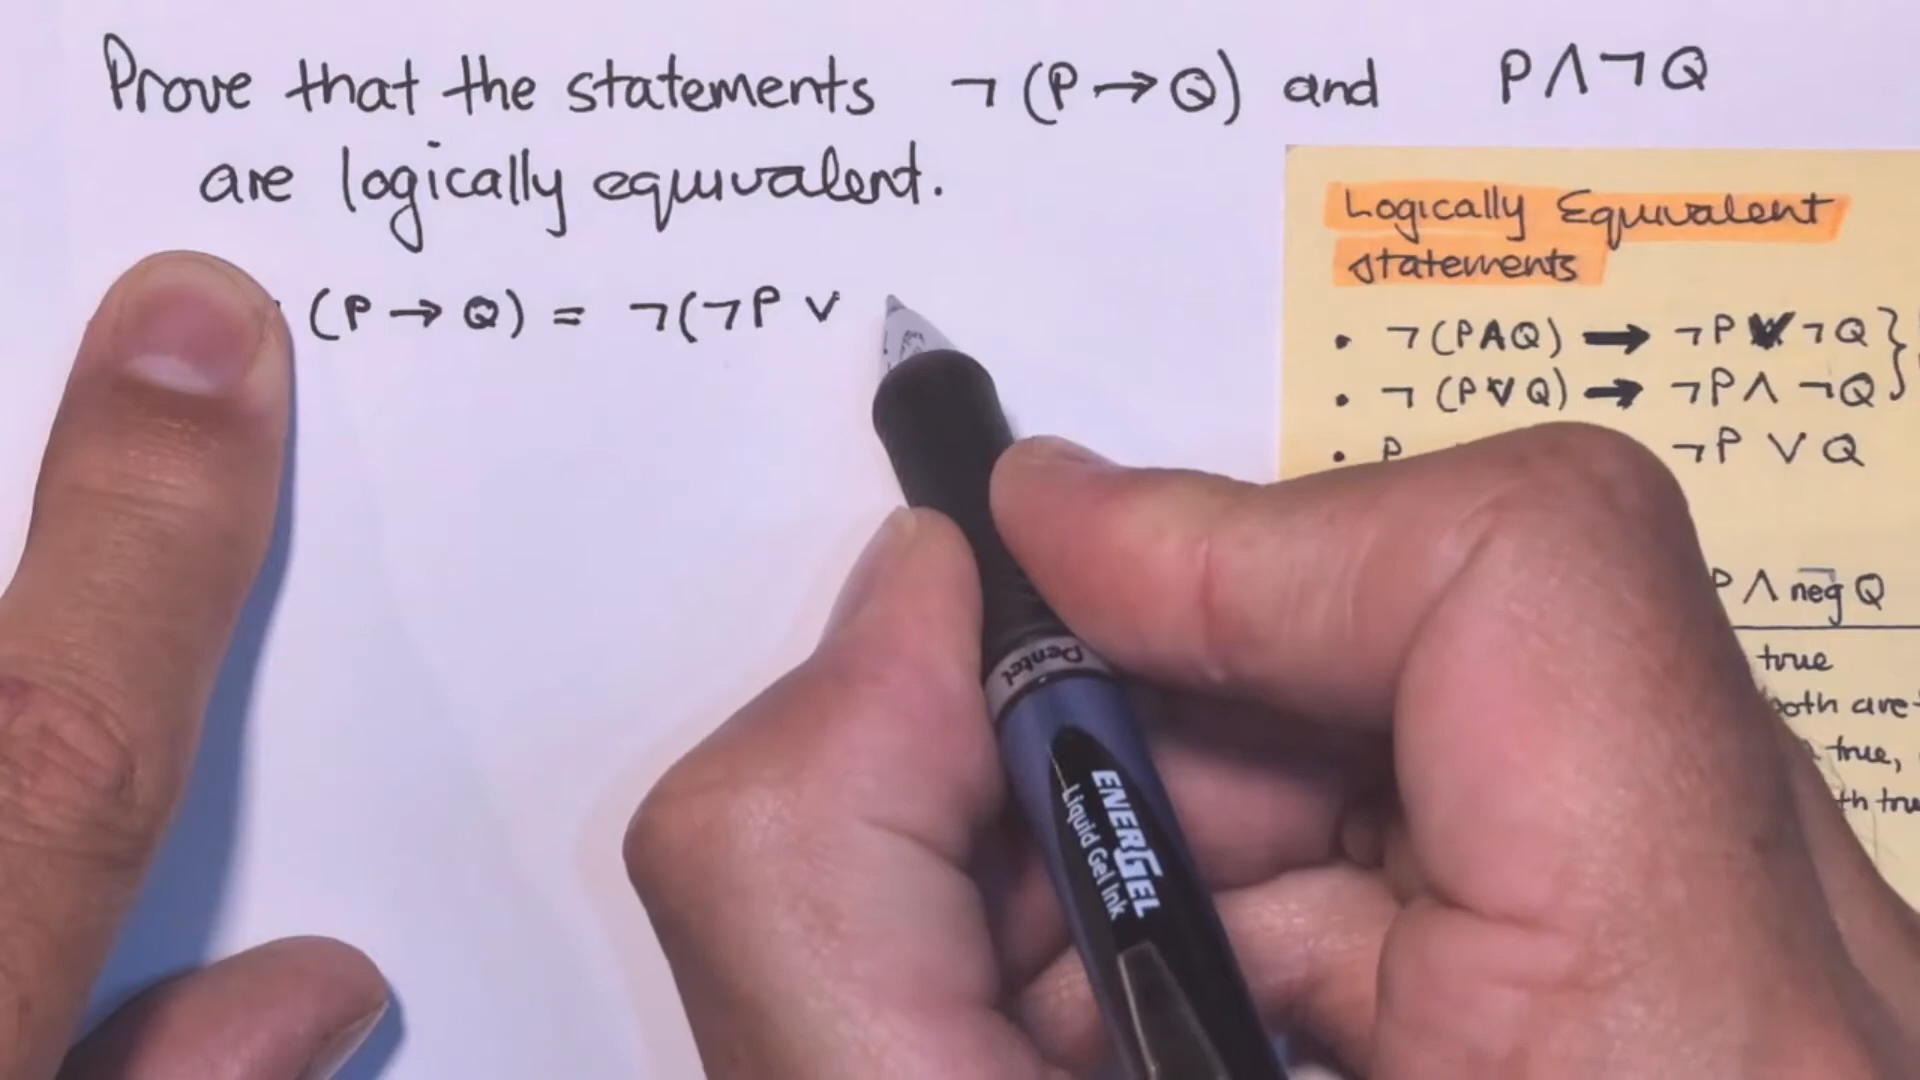 Prove that the statements ¬(P→Q) and P∧¬Q
are logically equivalent.
(P→Q) = ¬(¬P ∨
Logically Equivalent
statements
• ¬(P∧Q) → ¬P ∨ ¬Q }
• ¬(P∨Q) → ¬P ∧ ¬Q
• P ¬P ∨ Q
P ∧ neg Q
true
both are
true,
Pentel
ENERGEL
Liquid Gel Ink